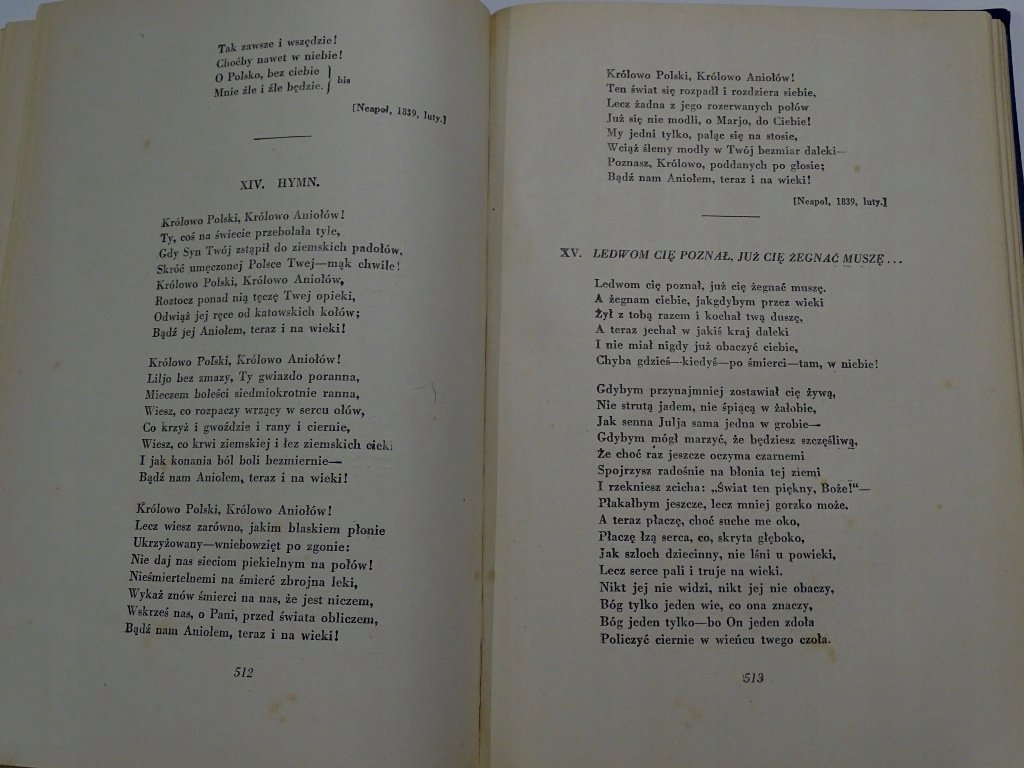 Tak zawsze i wszędzie!
Choćby nawet w niebie!
O Polsko, bez ciebie
Mnie źle i źle będzie.
bis
[Neapol, 1839, luty.]
XIV. HYMN.
Królowo Polski, Królowo Aniołów!
Ty, coś na świecie przebolała tyle,
Gdy Syn Twój zstąpił do ziemskich padołów,
Skróć umęczonej Polsce Twej—mąk chwile!
Królowo Polski, Królowo Aniołów,
Roztocz ponad nią tęczę Twej opieki,
Odwiąż jej ręce od katowskich kołów;
Bądź jej Aniołem, teraz i na wieki!
Królowo Polski, Królowo Aniołów!
Liljo bez zmazy, Ty gwiazdo poranna,
Mieczem boleści siedmiokrotnie ranna,
Wiesz, co rozpaczy wrzący w sercu ołów,
Co krzyż i gwoździe i rany i ciernie,
Wiesz, co krwi ziemskiej i łez ziemskich cieki
I jak konania ból boli bezmiernie—
Bądź nam Aniołem, teraz i na wieki!
Królowo Polski, Królowo Aniołów!
Lecz wiesz zarówno, jakim blaskiem płonie
Ukrzyżowany—wniebowzięt po zgonie:
Nie daj nas sieciom piekielnym na połów!
Nieśmiertelnemi na śmierć zbrojna leki,
Wykaż znów śmierci na nas, że jest niczem,
Wskrześ nas, o Pani, przed świata obliczem,
Bądź nam Aniołem, teraz i na wieki!
512
Królowo Polski, Królowo Aniołów!
Ten świat się rozpadł i rozdziera siebie,
Lecz żadna z jego rozerwanych połów
Już się nie modli, o Marjo, do Ciebie!
My jedni tylko, paląc się na stosie,
Wciąż ślemy modły w Twój bezmiar daleki—
Poznasz, Królowo, poddanych po głosie;
Bądź nam Aniołem, teraz i na wieki!
[Neapol, 1839, luty.]
XV. LEDWOM CIĘ POZNAŁ, JUŻ CIĘ ŻEGNAĆ MUSZĘ...
Ledwom cię poznał, już cię żegnać muszę.
A żegnam ciebie, jakgdybym przez wieki
Żył z tobą razem i kochał twą duszę,
A teraz jechał w jakiś kraj daleki
I nie miał nigdy już obaczyć ciebie,
Chyba gdzieś—kiedyś—po śmierci—tam, w niebie!
Gdybym przynajmniej zostawiał cię żywą,
Nie strutą jadem, nie śpiącą w żałobie,
Jak senna Julja sama jedna w grobie—
Gdybym mógł marzyć, że będziesz szczęśliwą,
Że choć raz jeszcze oczyma czarnemi
Spojrzysz radośnie na błonia tej ziemi
I rzekniesz zcicha: „Świat ten piękny, Boże!“—
Płakałbym jeszcze, lecz mniej gorzko może.
A teraz płaczę, choć suche me oko,
Płaczę łzą serca, co, skryta głęboko,
Jak szloch dziecinny, nie lśni u powieki,
Lecz serce pali i truje na wieki.
Nikt jej nie widzi, nikt jej nie obaczy,
Bóg tylko jeden wie, co ona znaczy,
Bóg jeden tylko—bo On jeden zdoła
Policzyć ciernie w wieńcu twego czoła.
513